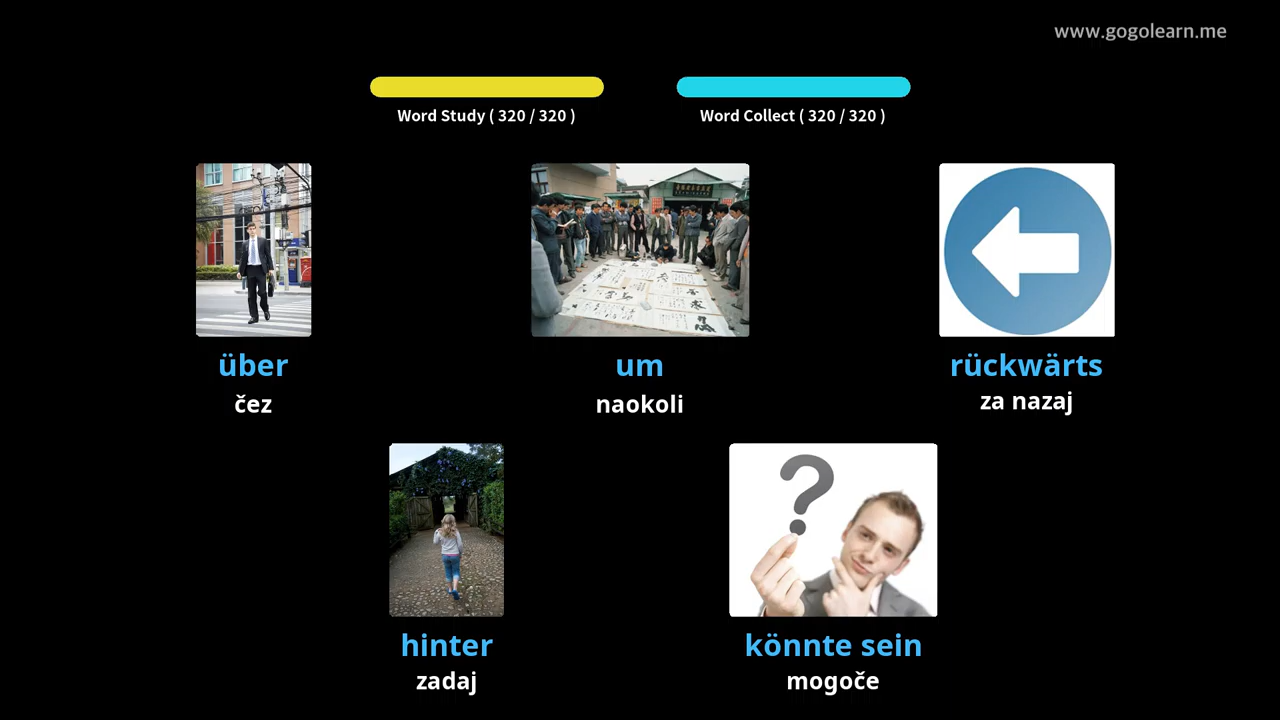 www.gogolearn.me
Word Study ( 320 / 320 )
Word Collect ( 320 / 320 )
über
um
rückwärts
čez
naokoli
za nazaj
hinter
könnte sein
zadaj
mogoče